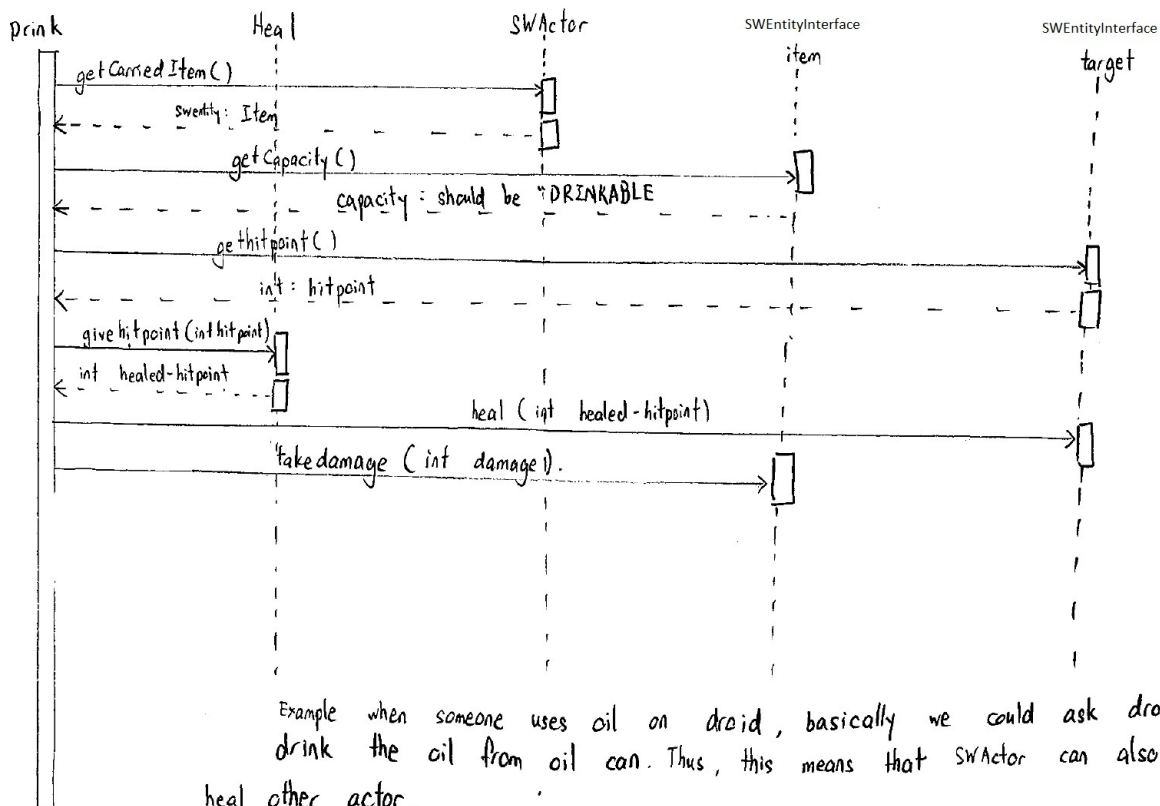 Drink
Heal
SWActor
SWEntityInterface
item
SWEntityInterface
target
getCarriedItem()
swentity: Item
getCapacity()
capacity : should be "DRINKABLE
gethitpoint()
int : hitpoint
givehitpoint(int hitpoint)
int healed-hitpoint
heal (int healed-hitpoint)
takedamage ( int damage).
Example when someone uses oil on droid, basically we could ask dro
drink the oil from oil can. Thus, this means that SWActor can also
heal other actor